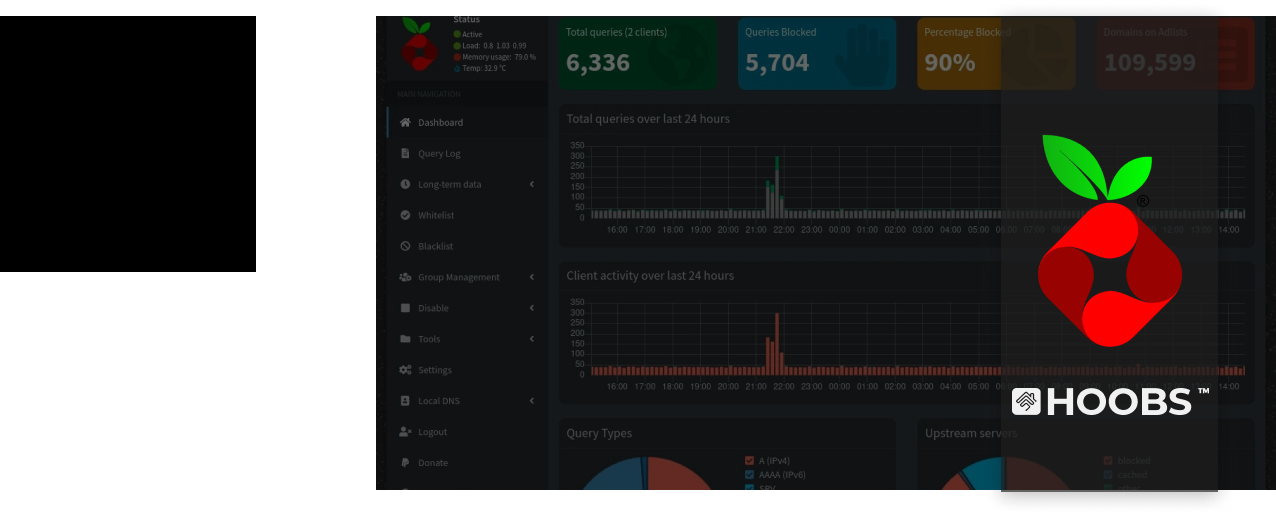 Status
Active
Load: 0.8 1.03 0.99
Memory usage: 79.0 %
Temp: 32.9 °C
MAIN NAVIGATION
Dashboard
Query Log
Long-term data
Whitelist
Blacklist
Group Management
Disable
Tools
Settings
Local DNS
Logout
Donate
Total queries (2 clients)
6,336
Queries Blocked
5,704
Percentage Blocked
90%
Domains on Adlists
109,599
Total queries over last 24 hours
350
300
250
200
150
100
50
0
16:00 17:00 18:00 19:00 20:00 21:00 22:00 23:00 00:00 01:00 02:00 03:00 04:00 05:00 06:00 07:00 08:00 12:00 13:00 14:00
Client activity over last 24 hours
350
300
250
200
150
100
50
0
16:00 17:00 18:00 19:00 20:00 21:00 22:00 23:00 00:00 01:00 02:00 03:00 04:00 05:00 14:00
Query Types
A (IPv4)
AAAA (IPv6)
SRV
Upstream servers
blocked
cached
other
®
HOOBS™